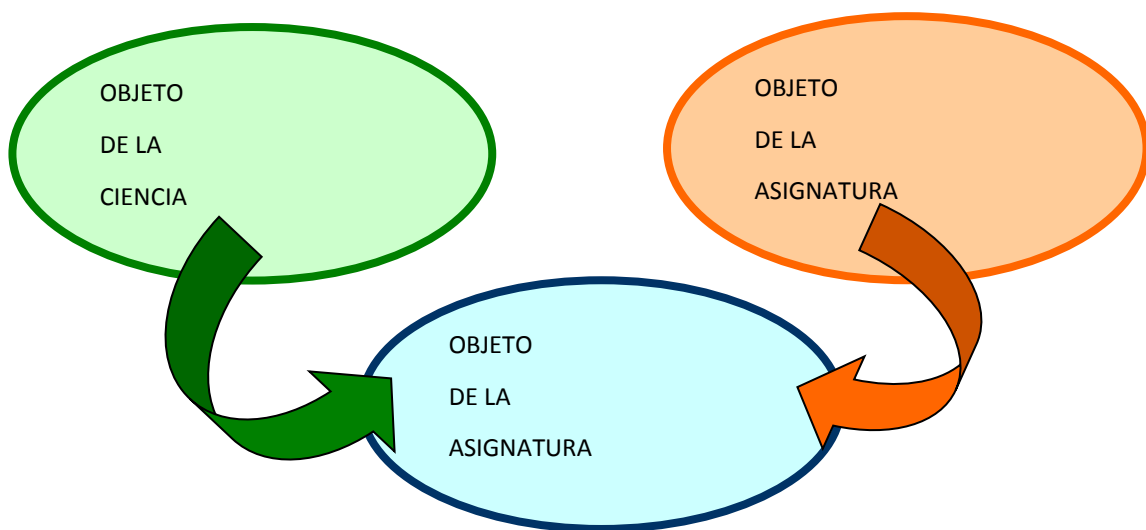 OBJETO
DE LA
CIENCIA
OBJETO
DE LA
ASIGNATURA
OBJETO
DE LA
ASIGNATURA